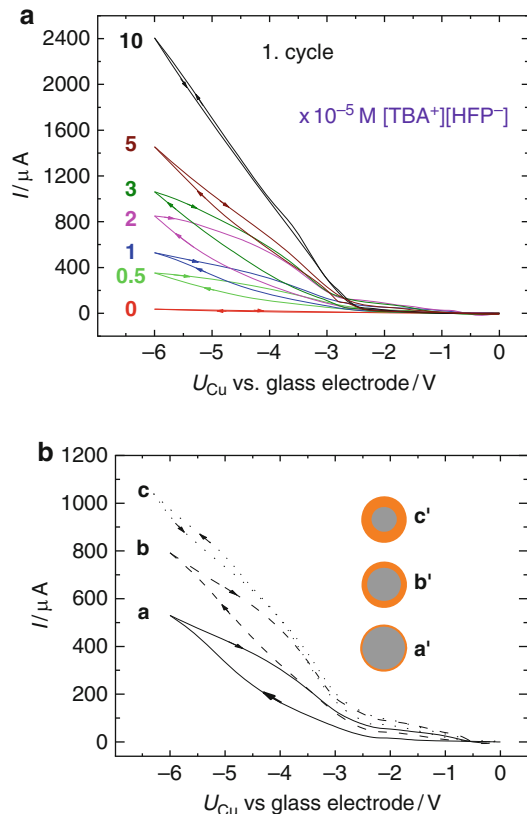 a
2400
2000
1600
1200
800
400
0
I / μA
10
5
3
2
1
0.5
0
1. cycle
x 10⁻⁵ M [TBA⁺][HFP⁻]
–6 –5 –4 –3 –2 –1 0
U_Cu vs. glass electrode / V
b
1200
1000
800
600
400
200
0
I / μA
c
b
a
c'
b'
a'
–6 –5 –4 –3 –2 –1 0
U_Cu vs glass electrode / V